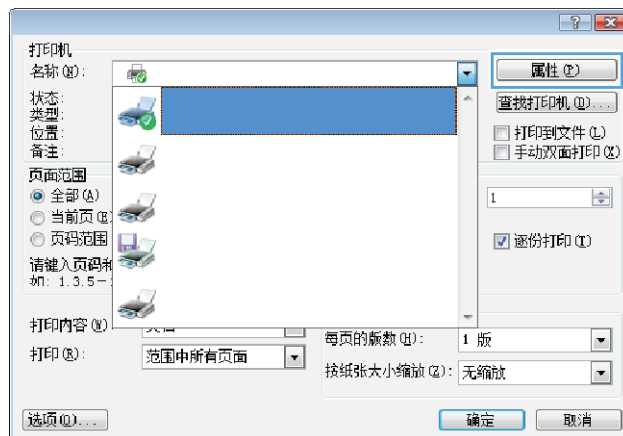 打印机
名称(N):
属性(P)
状态:
查找打印机(D)...
类型:
位置:
打印到文件(L)
备注:
手动双面打印(X)
页面范围
全部(A)
1
当前页(E
页码范围
逐份打印(T)
请键入页码和
如: 1.3.5-
打印内容(W):
每页的版数(H):
1 版
打印(R):
范围中所有页面
按纸张大小缩放(Z):
无缩放
选项(O)...
确定
取消